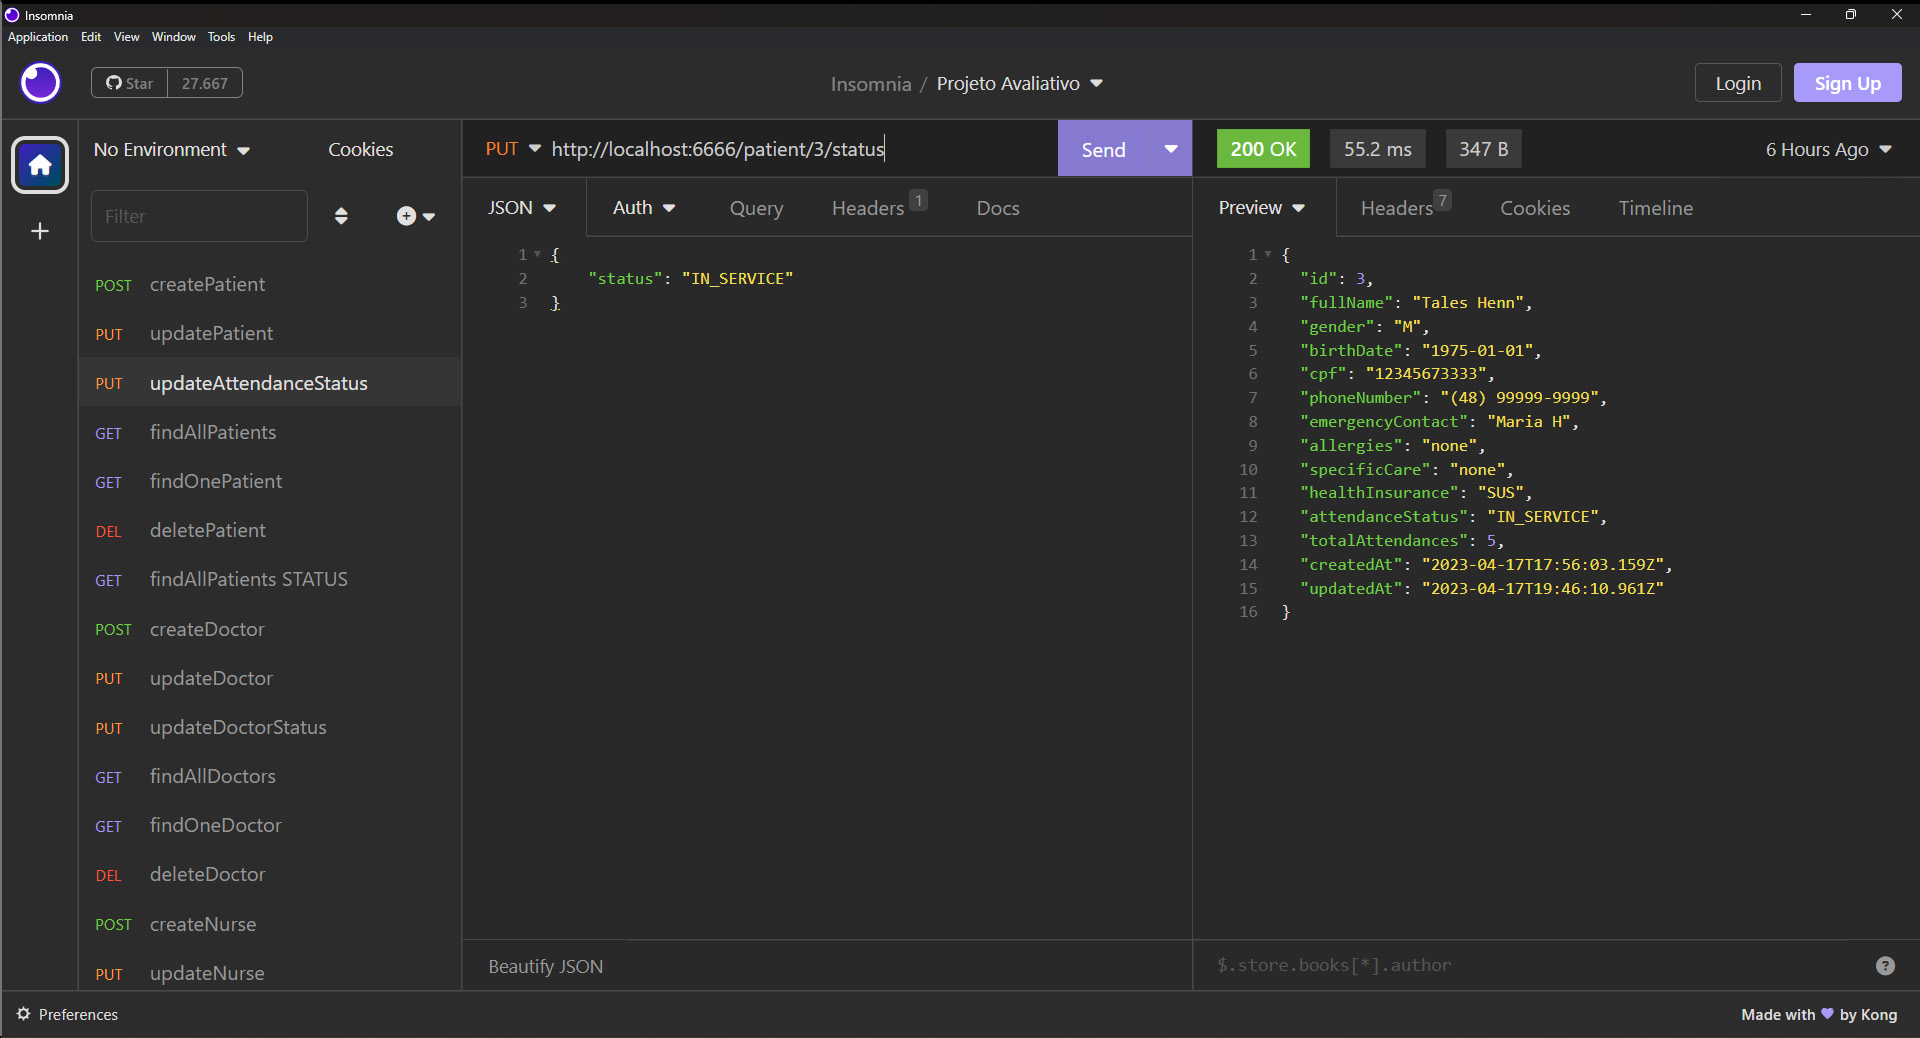 Insomnia
Application Edit View Window Tools Help
Star 27.667
Insomnia / Projeto Avaliativo
Login Sign Up
No Environment Cookies
Filter
POST createPatient
PUT updatePatient
PUT updateAttendanceStatus
GET findAllPatients
GET findOnePatient
DEL deletePatient
GET findAllPatients STATUS
POST createDoctor
PUT updateDoctor
PUT updateDoctorStatus
GET findAllDoctors
GET findOneDoctor
DEL deleteDoctor
POST createNurse
PUT updateNurse
PUT http://localhost:6666/patient/3/status Send
JSON Auth Query Headers 1 Docs
1 {
2 "status": "IN_SERVICE"
3 }
Beautify JSON
200 OK 55.2 ms 347 B 6 Hours Ago
Preview Headers 7 Cookies Timeline
1 {
2 "id": 3,
3 "fullName": "Tales Henn",
4 "gender": "M",
5 "birthDate": "1975-01-01",
6 "cpf": "12345673333",
7 "phoneNumber": "(48) 99999-9999",
8 "emergencyContact": "Maria H",
9 "allergies": "none",
10 "specificCare": "none",
11 "healthInsurance": "SUS",
12 "attendanceStatus": "IN_SERVICE",
13 "totalAttendances": 5,
14 "createdAt": "2023-04-17T17:56:03.159Z",
15 "updatedAt": "2023-04-17T19:46:10.961Z"
16 }
$.store.books[*].author ?
Preferences
Made with 💜 by Kong